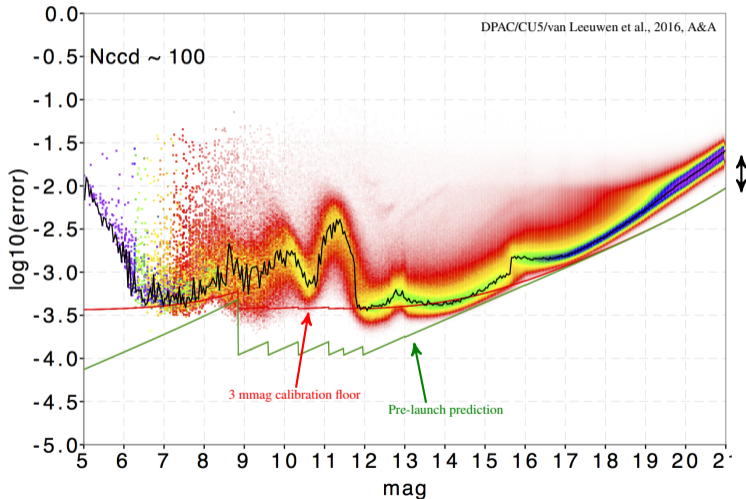 DPAC/CU5/van Leeuwen et al., 2016, A&A
Nccd ~ 100
0.0
-0.5
-1.0
-1.5
-2.0
-2.5
-3.0
-3.5
-4.0
-4.5
-5.0
log10(error)
3 mmag calibration floor
Pre-launch prediction
5 6 7 8 9 10 11 12 13 14 15 16 17 18 19 20
mag